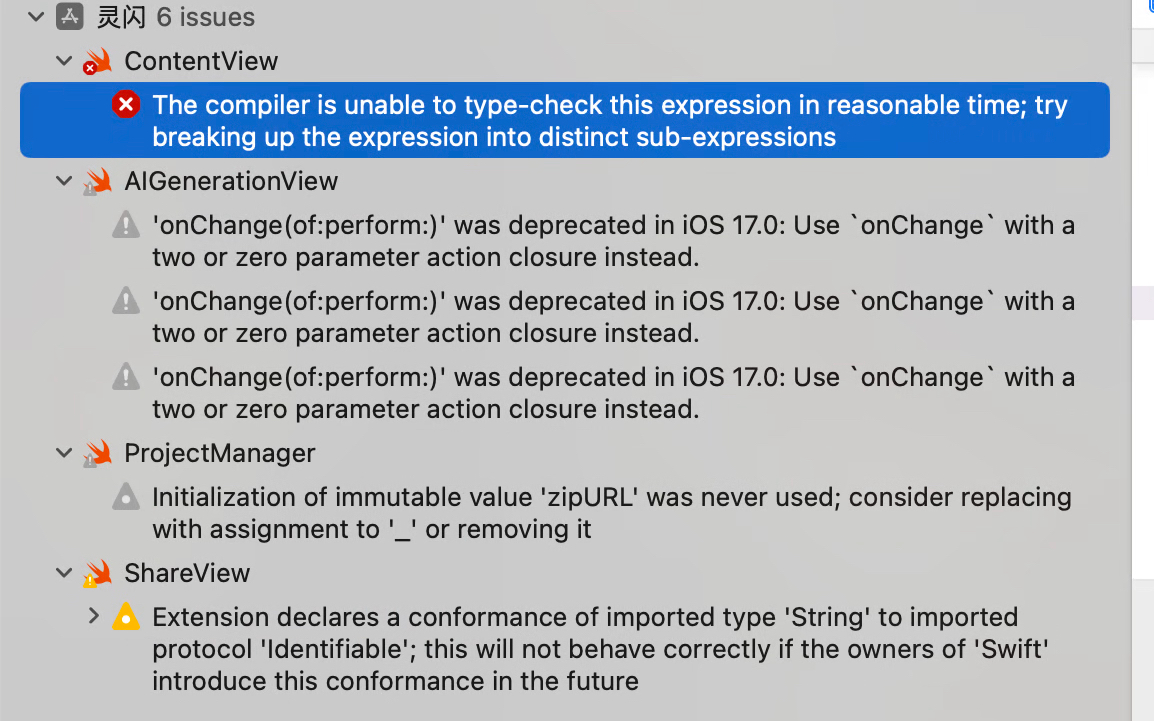 灵闪 6 issues
ContentView
The compiler is unable to type-check this expression in reasonable time; try
breaking up the expression into distinct sub-expressions
AIGenerationView
'onChange(of:perform:)' was deprecated in iOS 17.0: Use `onChange` with a
two or zero parameter action closure instead.
'onChange(of:perform:)' was deprecated in iOS 17.0: Use `onChange` with a
two or zero parameter action closure instead.
'onChange(of:perform:)' was deprecated in iOS 17.0: Use `onChange` with a
two or zero parameter action closure instead.
ProjectManager
Initialization of immutable value 'zipURL' was never used; consider replacing
with assignment to '_' or removing it
ShareView
Extension declares a conformance of imported type 'String' to imported
protocol 'Identifiable'; this will not behave correctly if the owners of 'Swift'
introduce this conformance in the future